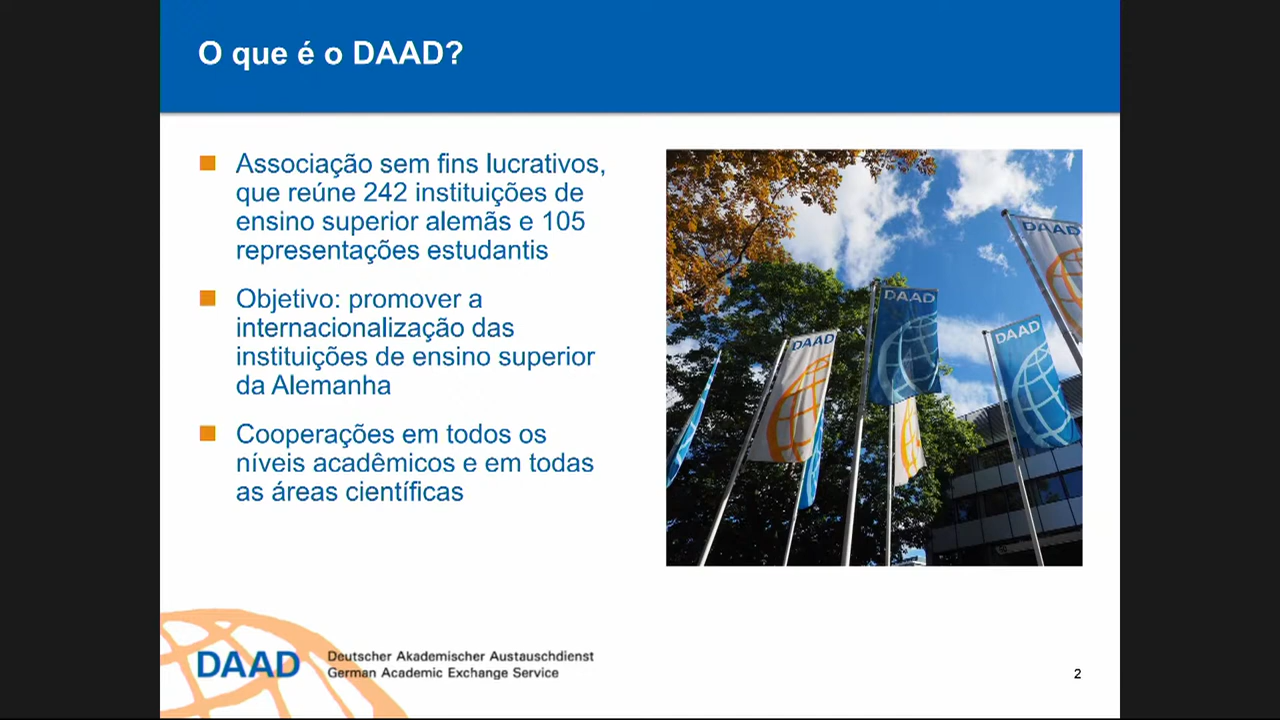 O que é o DAAD?
Associação sem fins lucrativos,
que reúne 242 instituições de
ensino superior alemãs e 105
representações estudantis
Objetivo: promover a
internacionalização das
instituições de ensino superior
da Alemanha
Cooperações em todos os
níveis acadêmicos e em todas
as áreas científicas
DAAD
DAAD
DAAD
DAAD
DAAD
Deutscher Akademischer Austauschdienst
German Academic Exchange Service
2